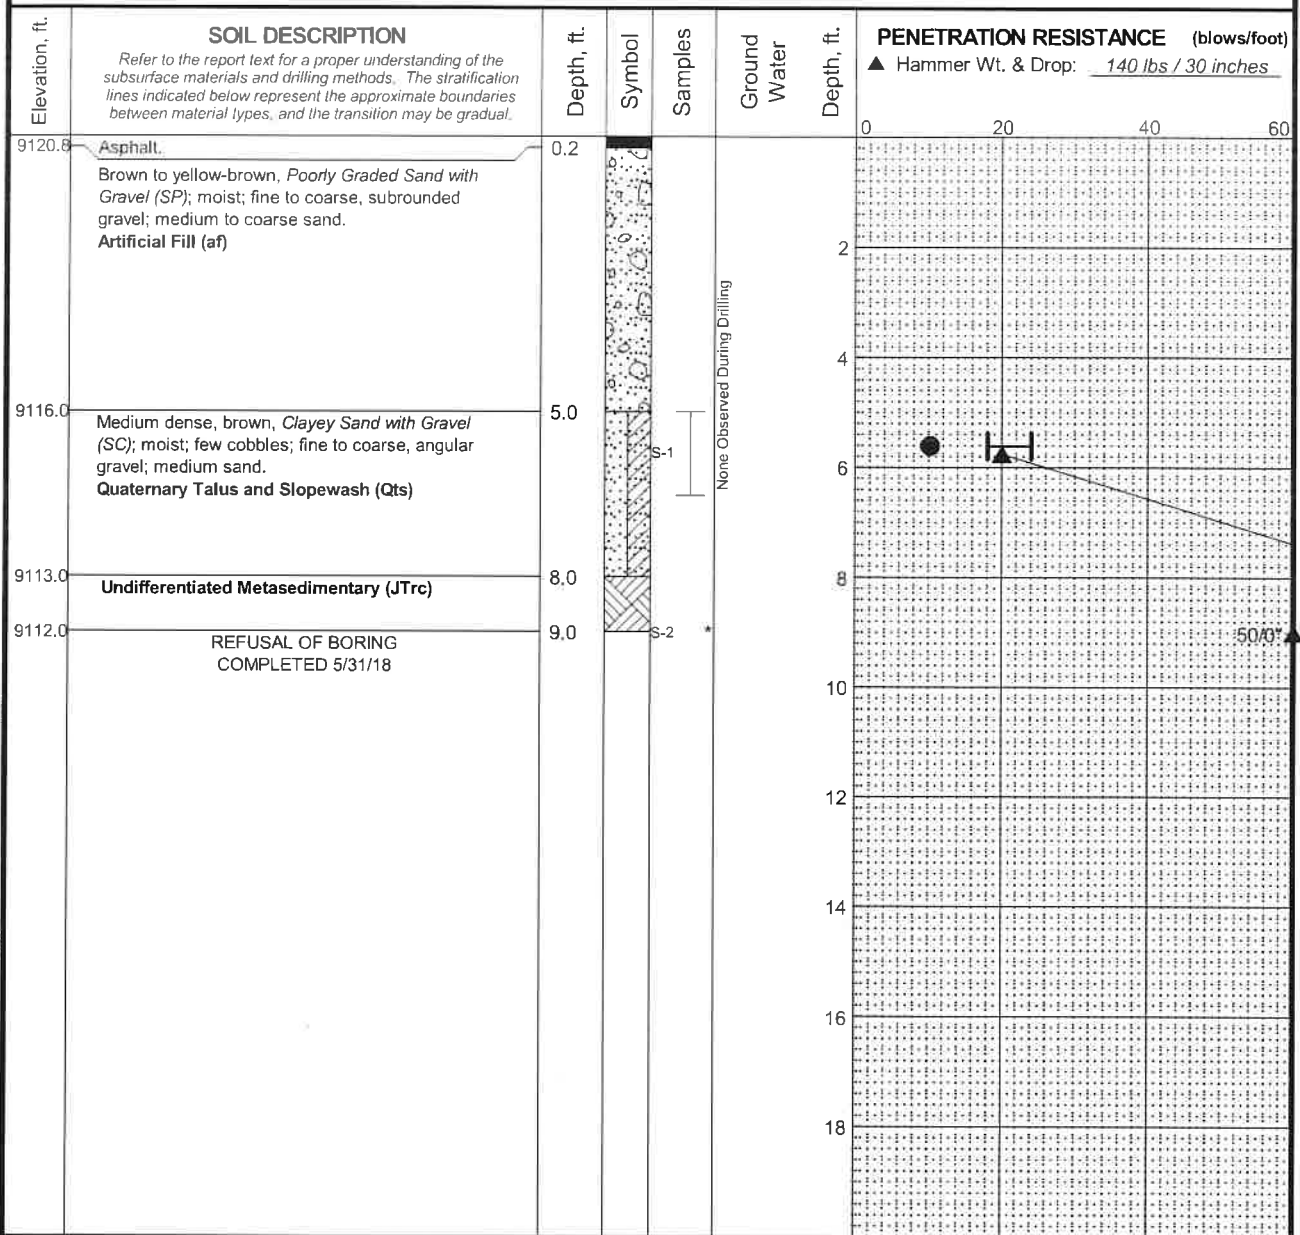 Elevation, ft.
SOIL DESCRIPTION
Refer to the report text for a proper understanding of the
subsurface materials and drilling methods. The stratification
lines indicated below represent the approximate boundaries
between material types, and the transition may be gradual.
Depth, ft.
Symbol
Samples
Ground
Water
Depth, ft.
PENETRATION RESISTANCE (blows/foot)
▲ Hammer Wt. & Drop: 140 lbs / 30 inches
0 20 40 60
9120.8 Asphalt. 0.2
Brown to yellow-brown, Poorly Graded Sand with
Gravel (SP); moist; fine to coarse, subrounded
gravel; medium to coarse sand.
Artificial Fill (af)
2
None Observed During Drilling
4
9116.0 5.0
Medium dense, brown, Clayey Sand with Gravel
(SC); moist; few cobbles; fine to coarse, angular
gravel; medium sand.
Quaternary Talus and Slopewash (Qts)
S-1
6
9113.0 8.0
8
Undifferentiated Metasedimentary (JTrc)
9112.0 9.0
S-2 *
50/0"
REFUSAL OF BORING
COMPLETED 5/31/18
10
12
14
16
18